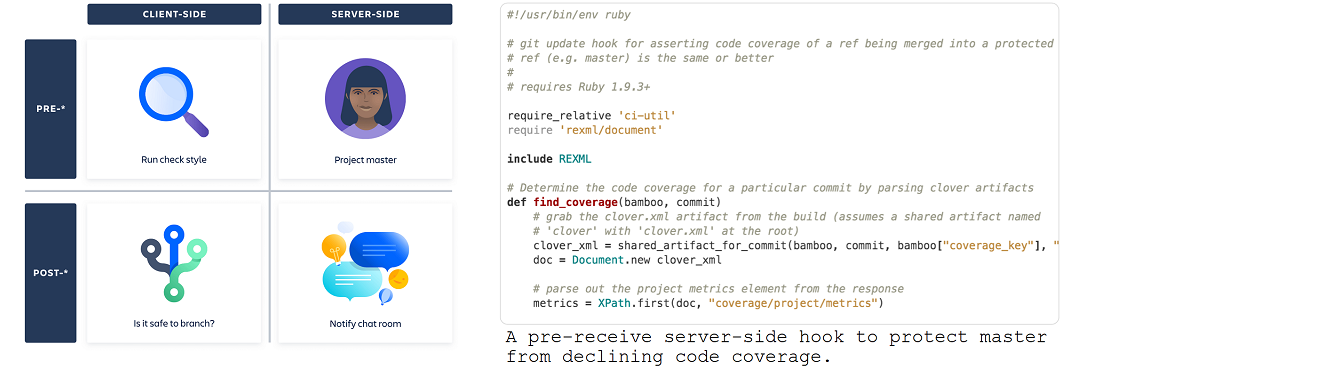 CLIENT-SIDE
SERVER-SIDE
PRE-*
Run check style
Project master
POST-*
Is it safe to branch?
Notify chat room
#!/usr/bin/env ruby
# git update hook for asserting code coverage of a ref being merged into a protected
# ref (e.g. master) is the same or better
#
# requires Ruby 1.9.3+
require_relative 'ci-util'
require 'rexml/document'
include REXML
# Determine the code coverage for a particular commit by parsing clover artifacts
def find_coverage(bamboo, commit)
# grab the clover.xml artifact from the build (assumes a shared artifact named
# 'clover' with 'clover.xml' at the root)
clover_xml = shared_artifact_for_commit(bamboo, commit, bamboo["coverage_key"], "
doc = Document.new clover_xml
# parse out the project metrics element from the response
metrics = XPath.first(doc, "coverage/project/metrics")
A pre-receive server-side hook to protect master
from declining code coverage.